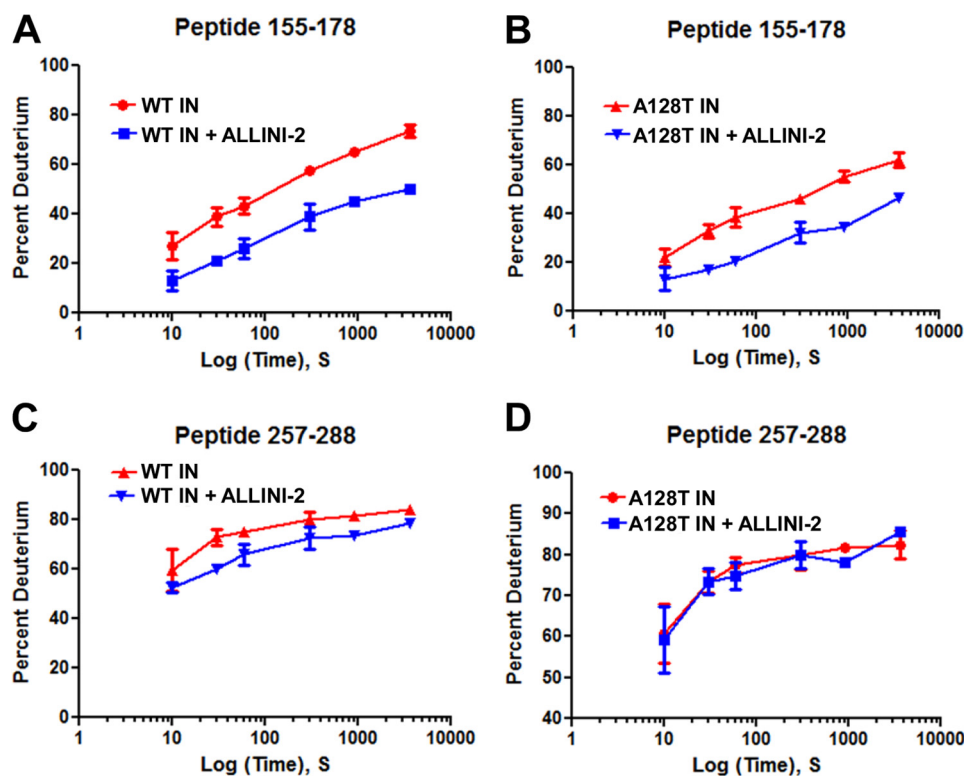 A
Peptide 155-178
Percent Deuterium
100
80
60
40
20
0
WT IN
WT IN + ALLINI-2
1
10
100
1000
10000
Log (Time), S
B
Peptide 155-178
Percent Deuterium
100
80
60
40
20
0
A128T IN
A128T IN + ALLINI-2
1
10
100
1000
10000
Log (Time), S
C
Peptide 257-288
Percent Deuterium
100
80
60
40
20
0
WT IN
WT IN + ALLINI-2
1
10
100
1000
10000
Log (Time), S
D
Peptide 257-288
Percent Deuterium
100
90
80
70
60
50
40
A128T IN
A128T IN + ALLINI-2
1
10
100
1000
10000
Log (Time), S